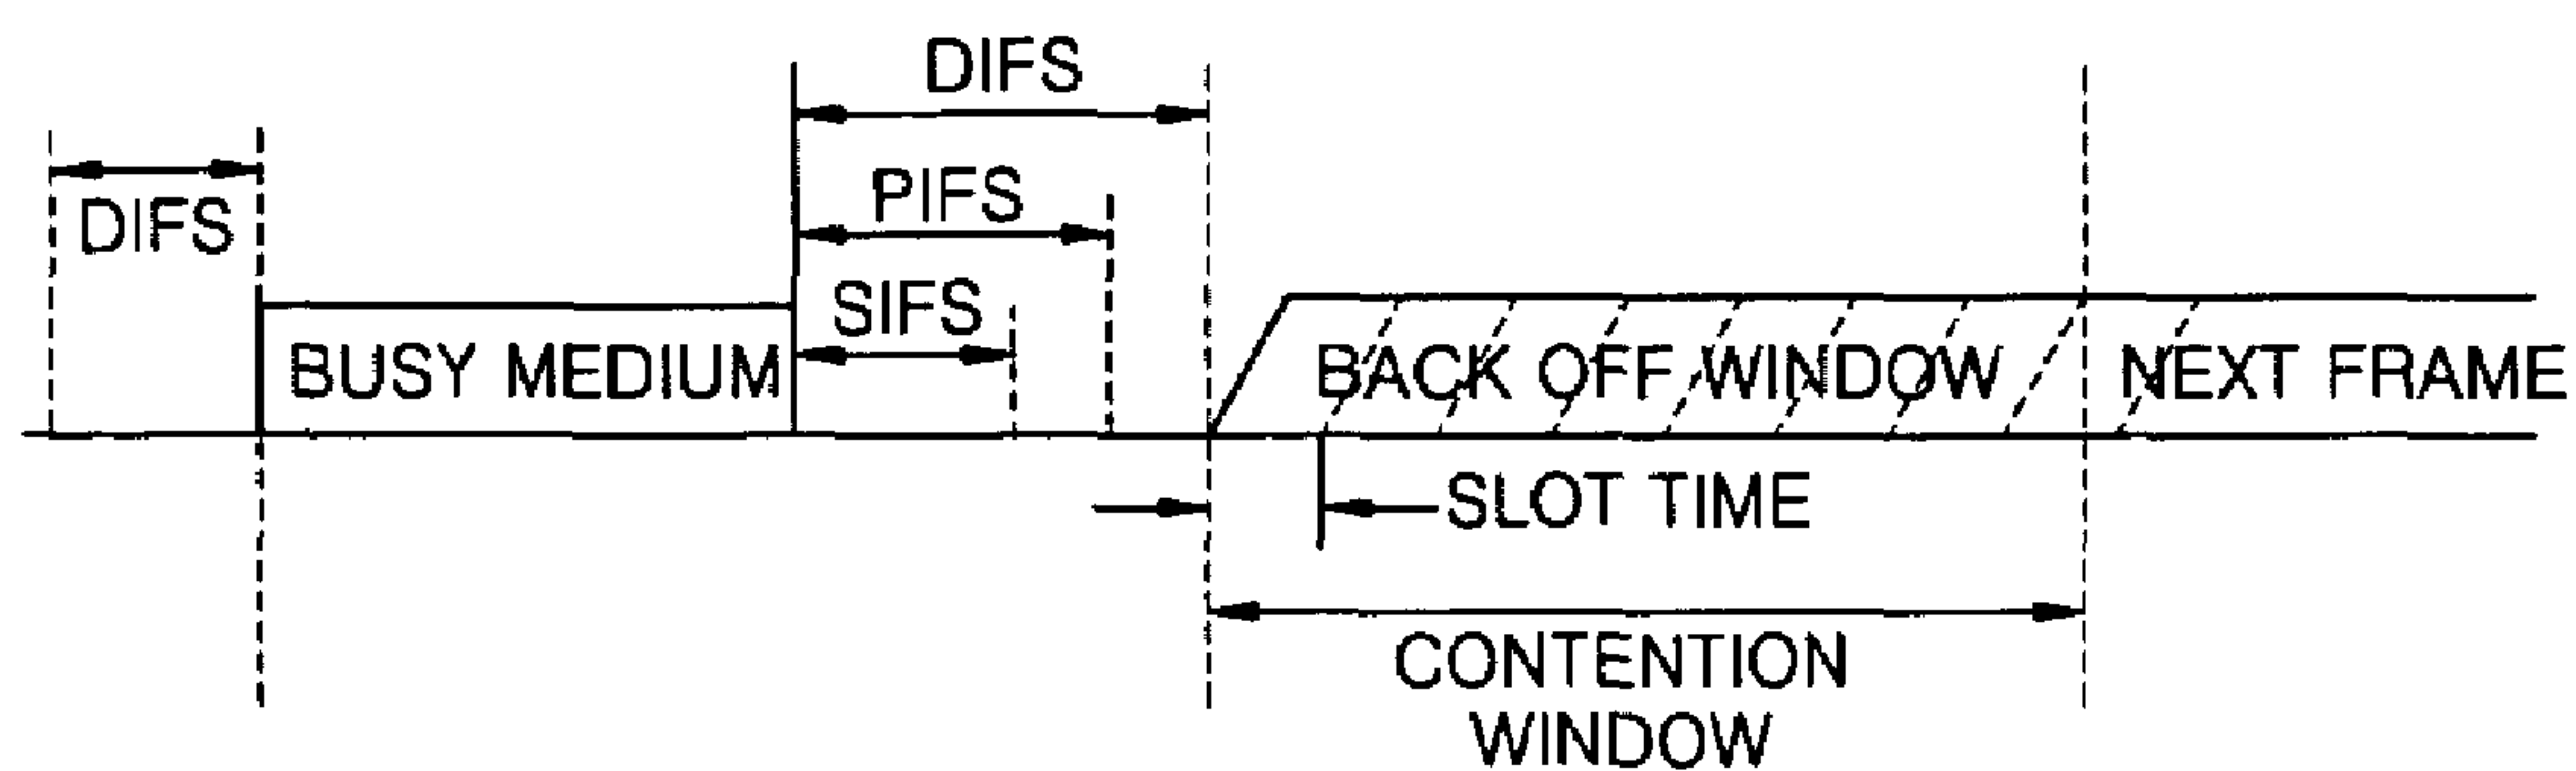 DIFS
DIFS
PIFS
SIFS
BUSY MEDIUM
BACK OFF WINDOW
NEXT FRAME
SLOT TIME
CONTENTION
WINDOW